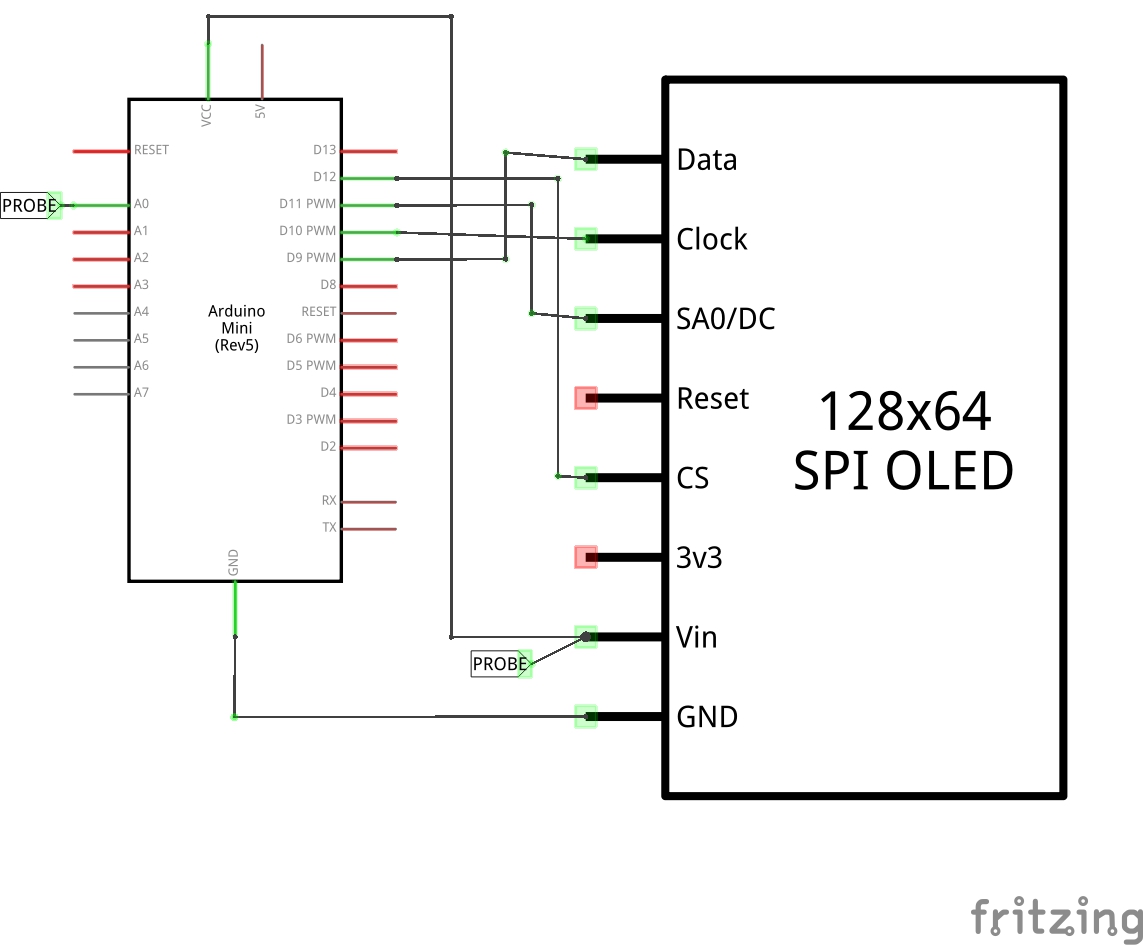 VCC
5V
RESET
D13
D12
PROBE
A0
D11 PWM
A1
D10 PWM
A2
D9 PWM
A3
D8
A4
RESET
A5
D6 PWM
A6
D5 PWM
A7
D4
D3 PWM
D2
RX
TX
GND
Arduino
Mini
(Rev5)
Data
Clock
SA0/DC
Reset
CS
3v3
Vin
GND
128x64
SPI OLED
PROBE
fritzing